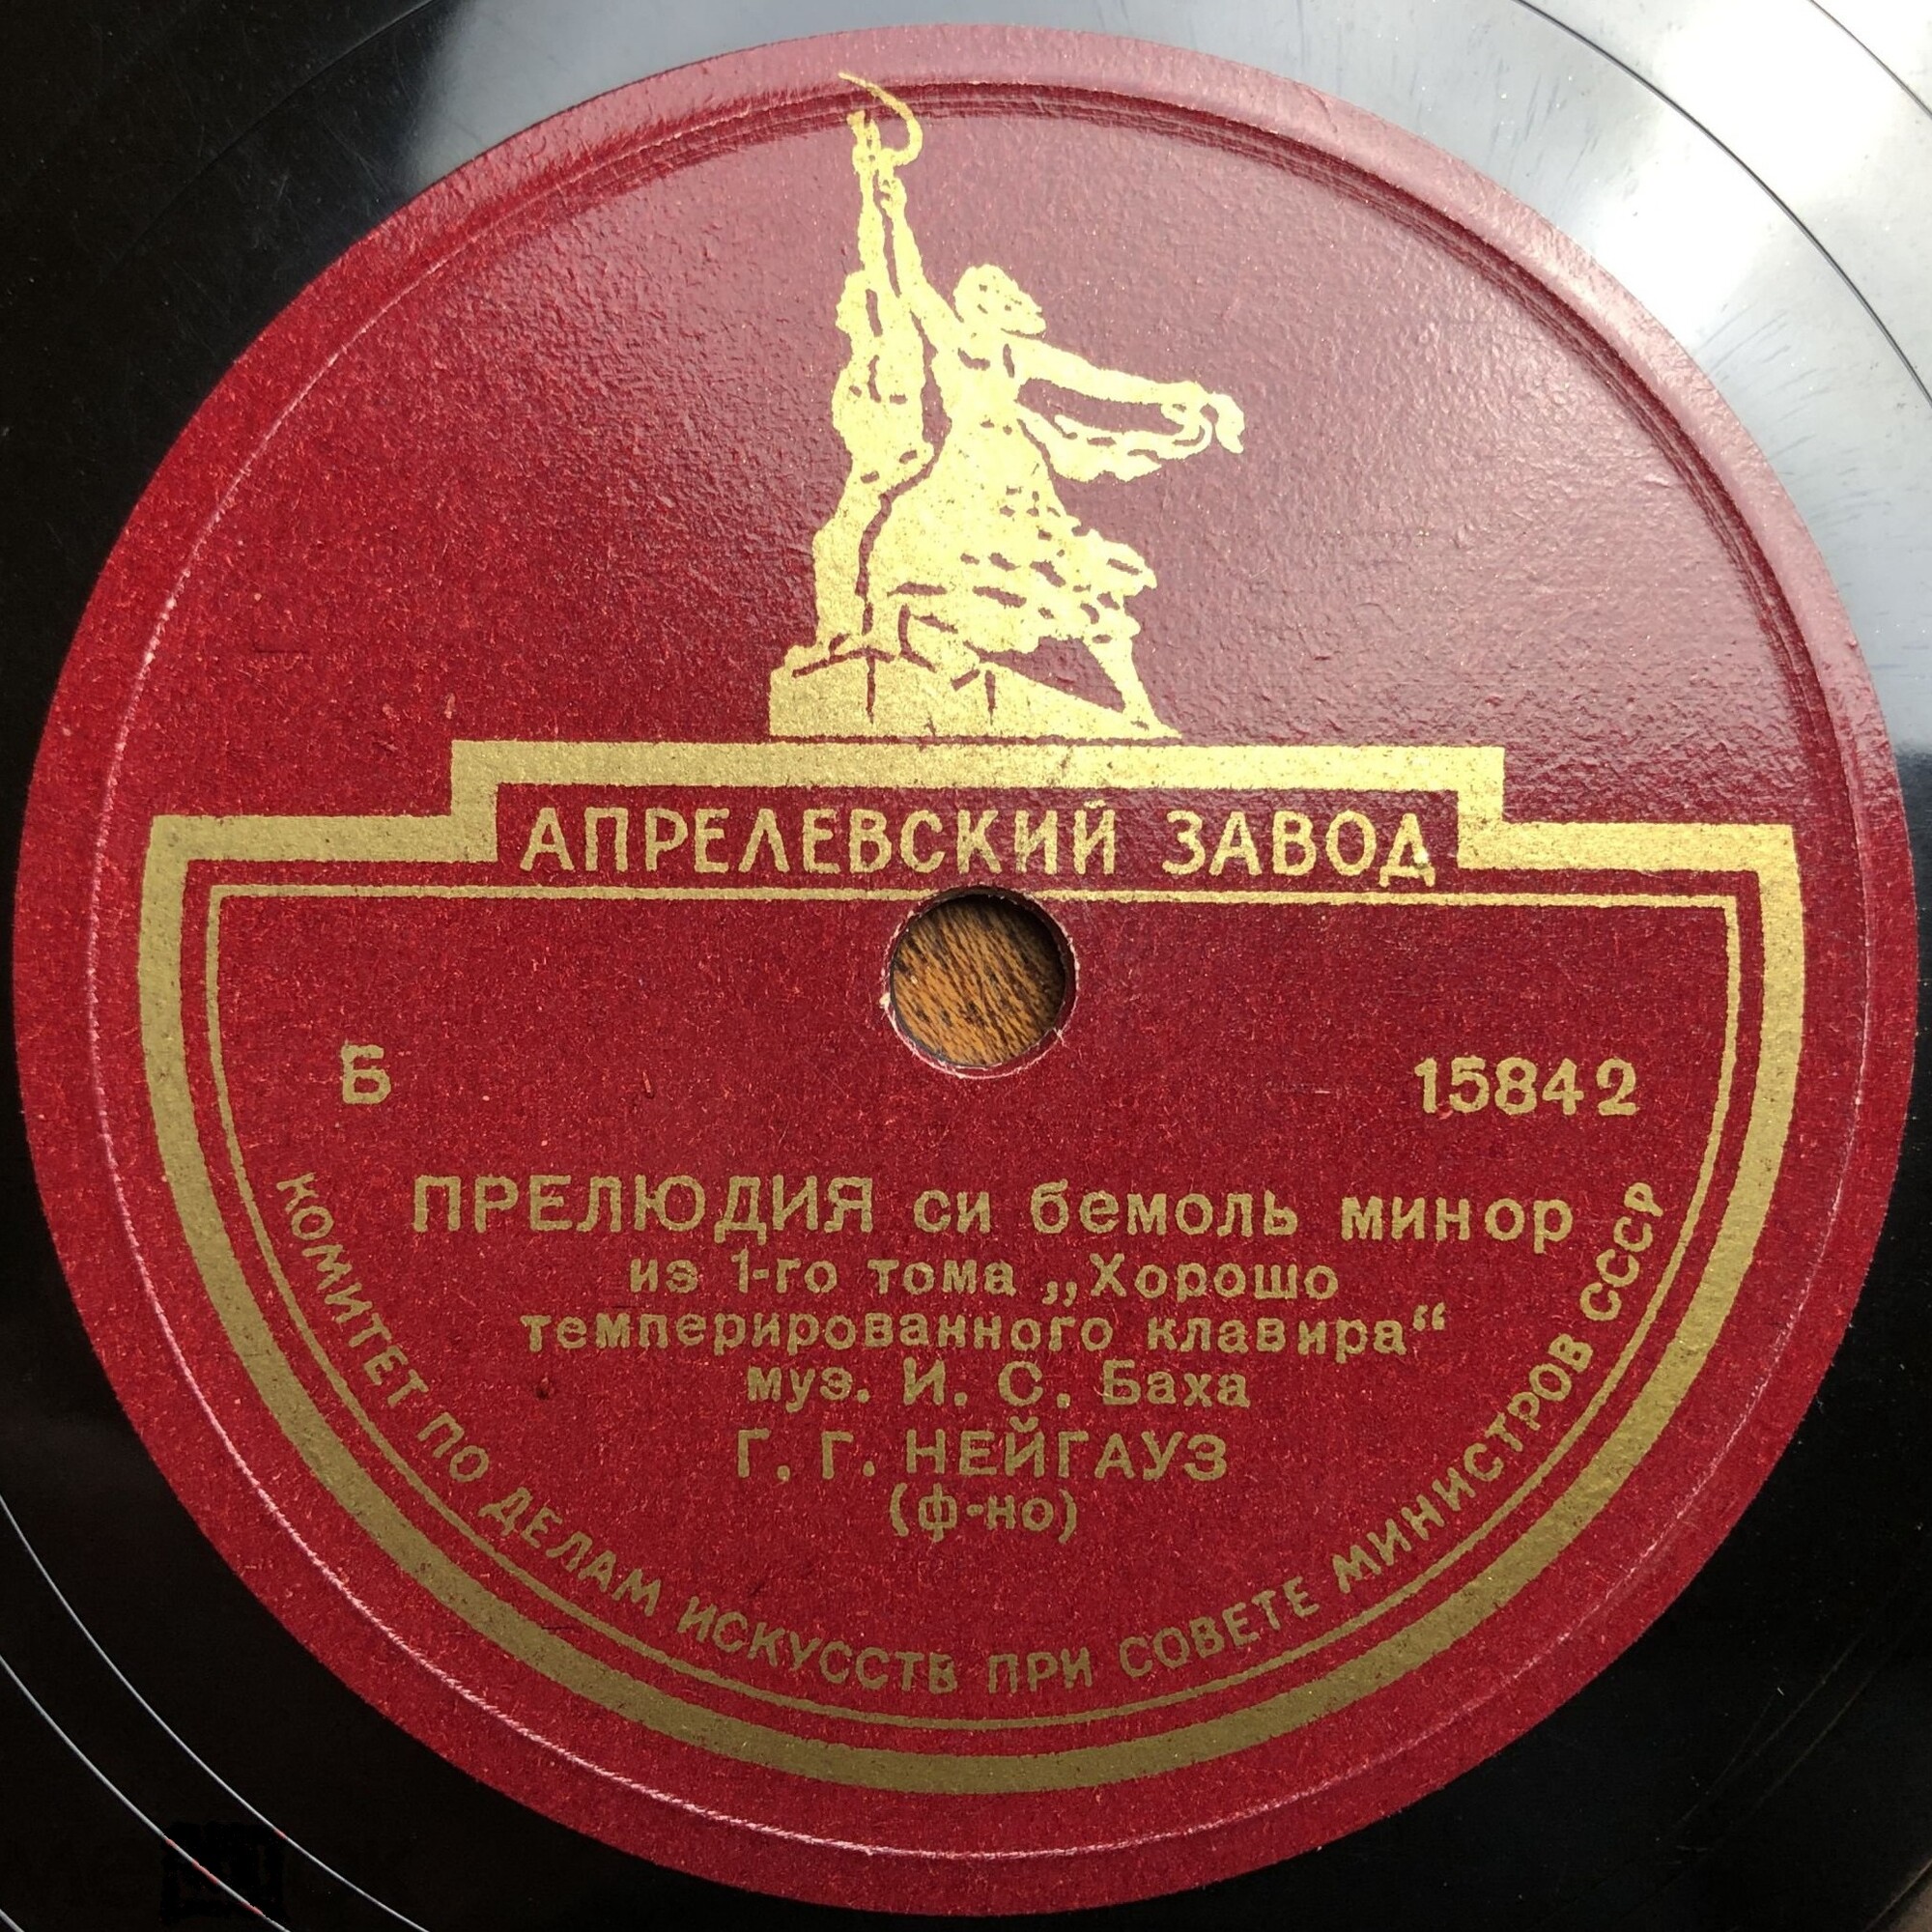 АПРЕЛЕВСКИЙ ЗАВОД
Б 15842
ПРЕЛЮДИЯ си бемоль минор
из 1-го тома „Хорошо
темперированного клавира“
муз. И. С. Баха
Г. Г. НЕЙГАУЗ
(ф-но)
КОМИТЕТ ПО ДЕЛАМ ИСКУССТВ ПРИ СОВЕТЕ МИНИСТРОВ СССР